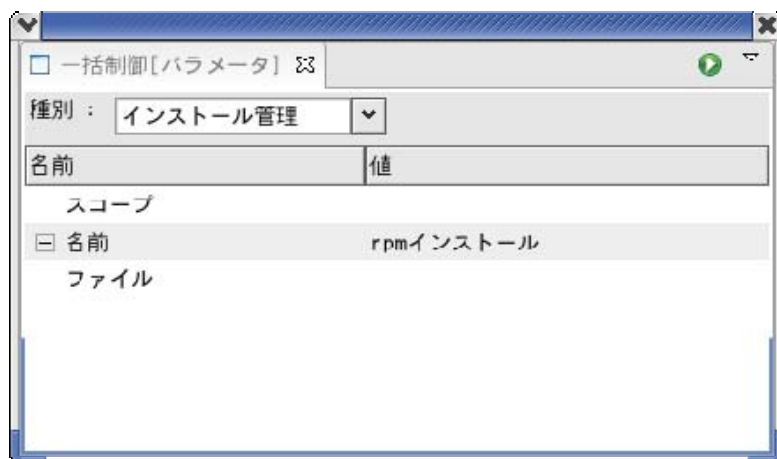 一括制御[パラメータ]
種別 : インストール管理
名前 値
スコープ
名前 rpmインストール
ファイル